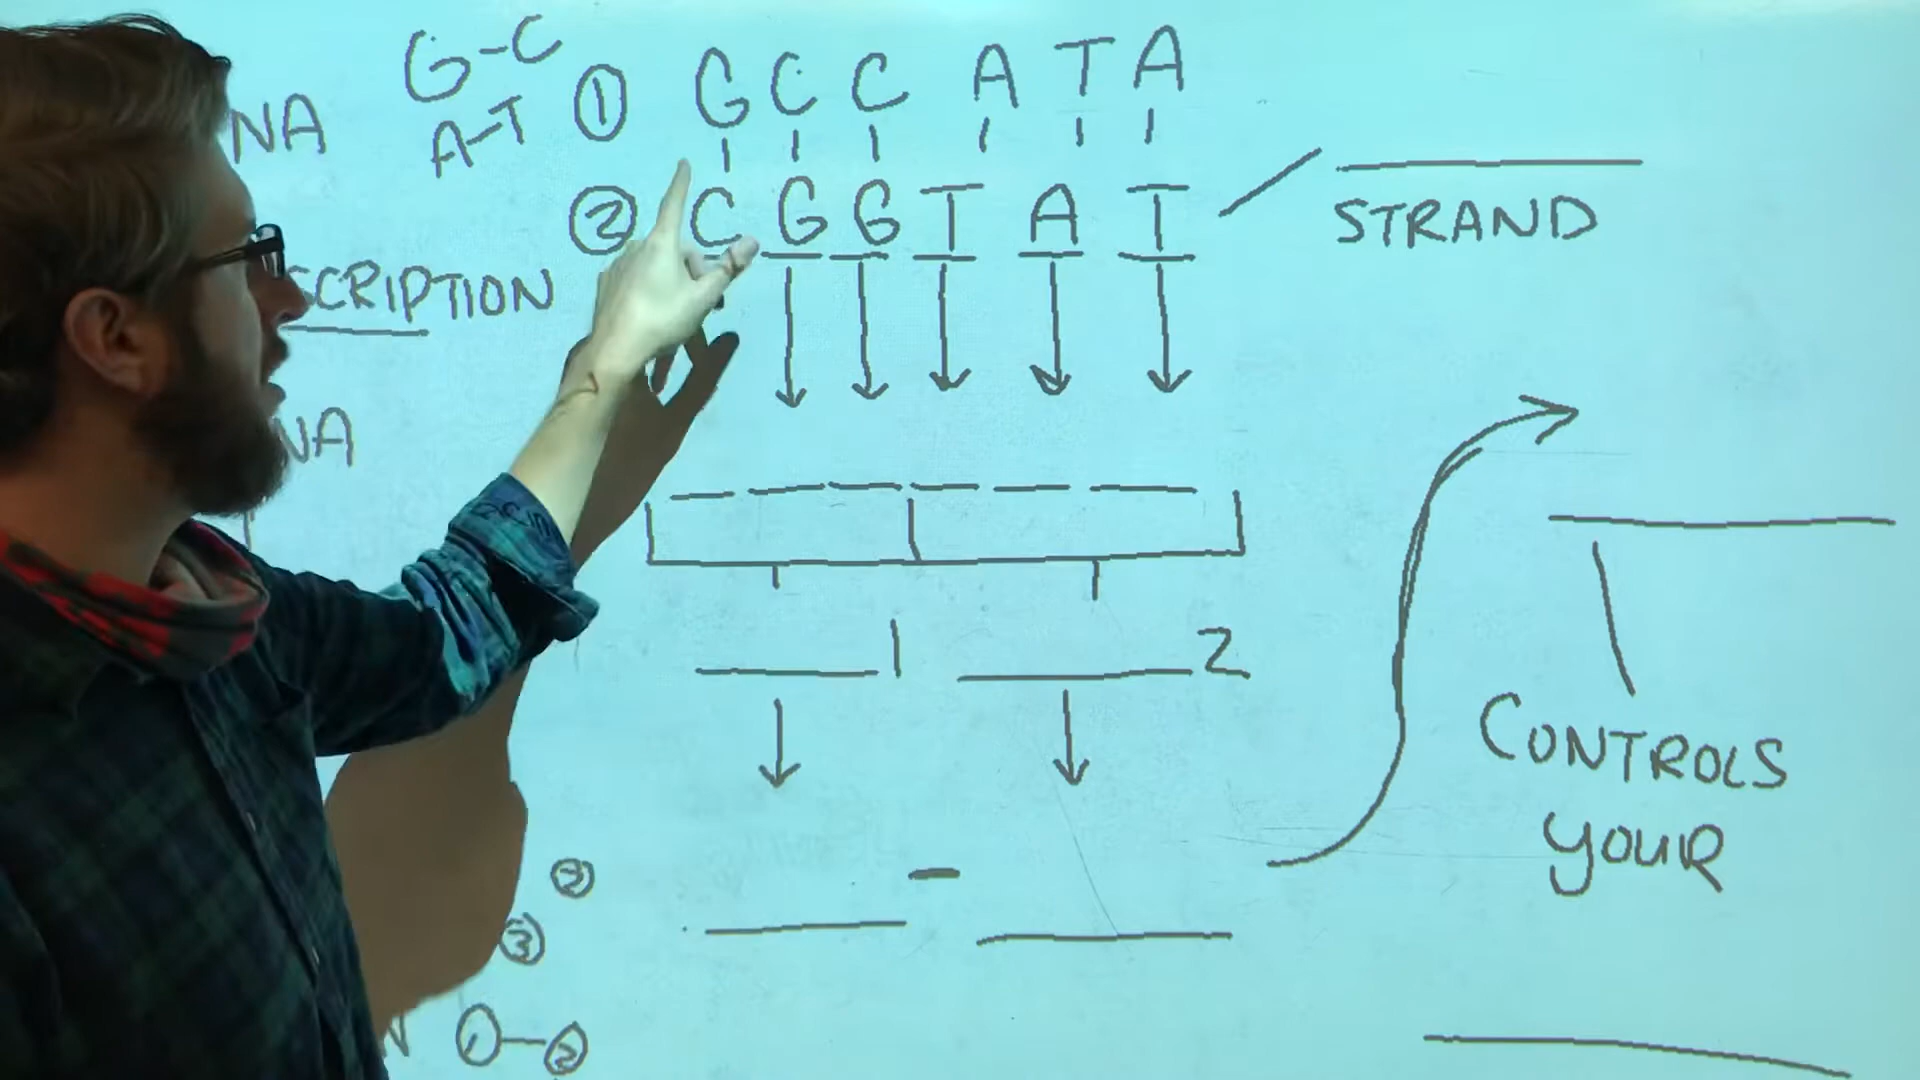 G-C
A-T
NA
① G C C A T A
② C G G T A T
STRAND
SCRIPTION
NA
1 2
CONTROLS
YOUR
②
③
N ①-②